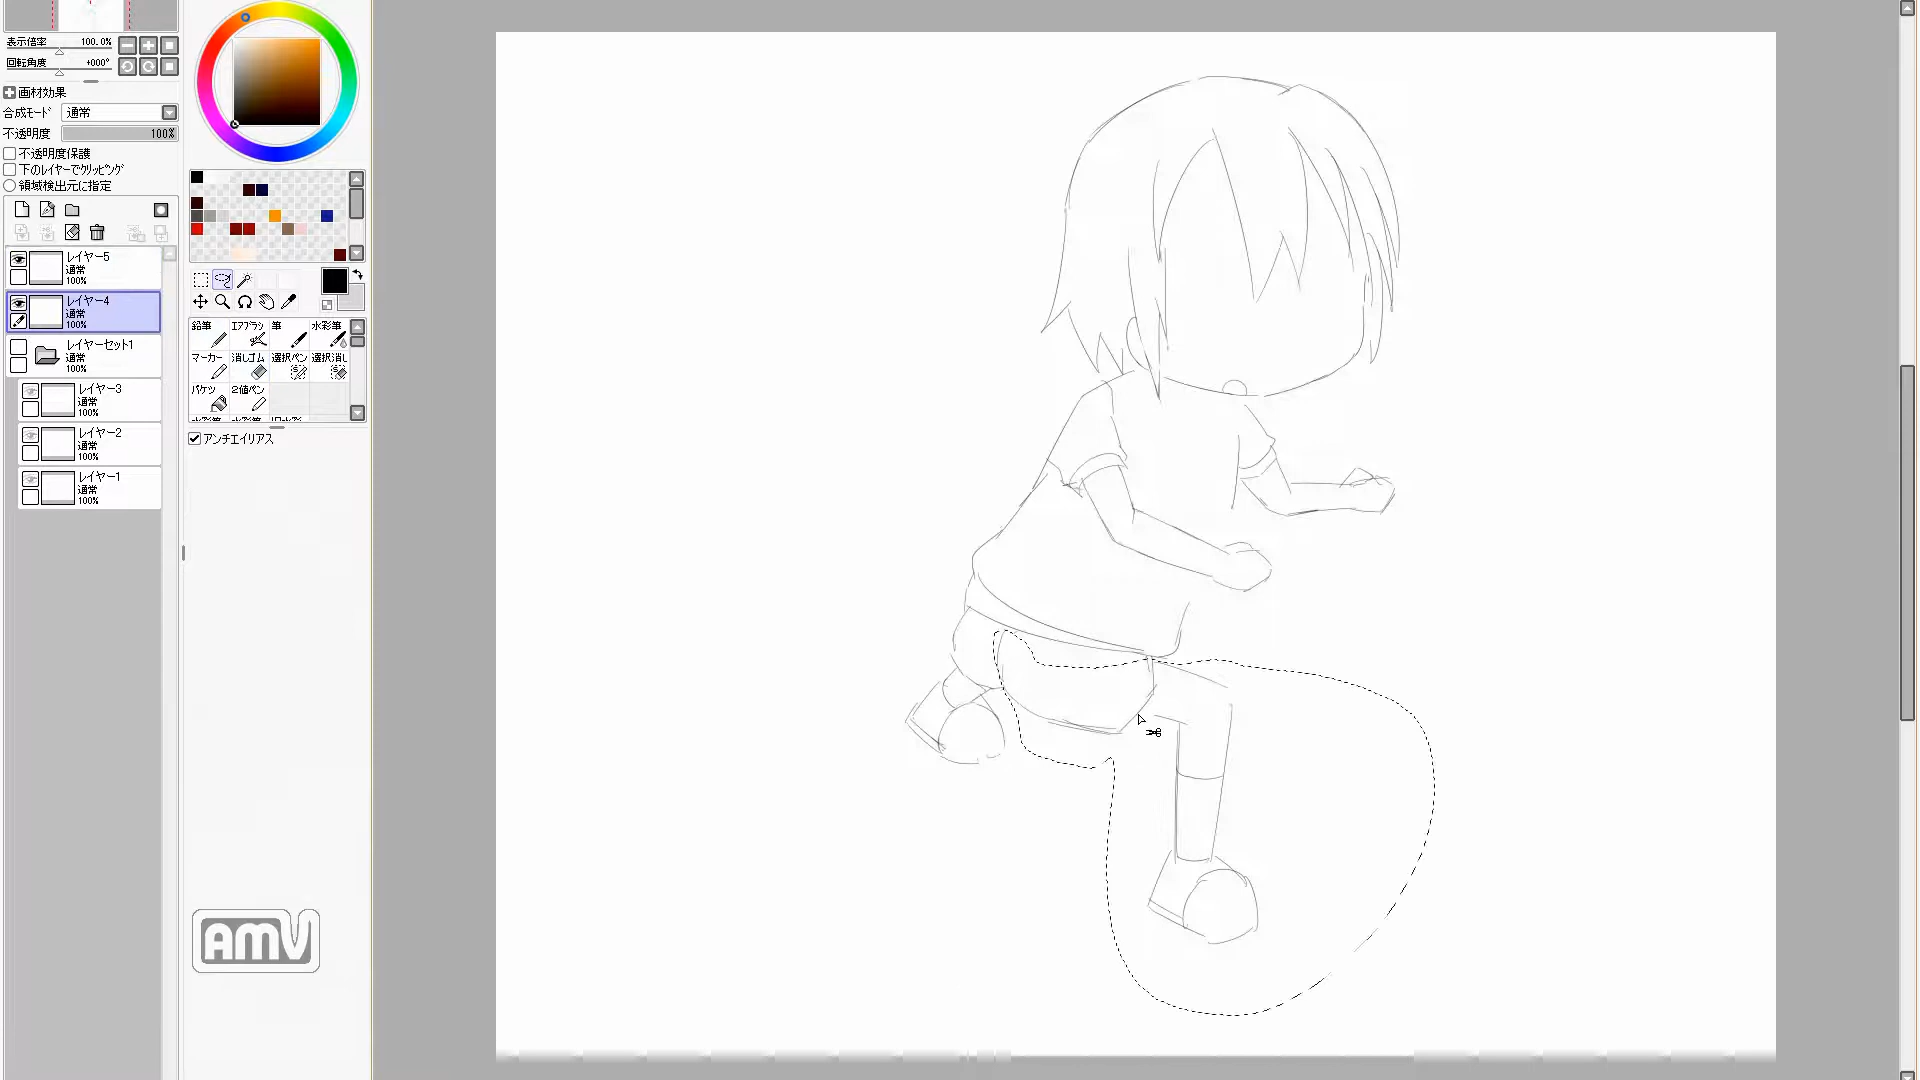 表示倍率 100.0%
回転角度 +000°
画材効果
合成モード 通常
不透明度 100%
不透明度保護
下のレイヤーでクリッピング
領域検出元に指定
レイヤー5
通常
100%
レイヤー4
通常
100%
レイヤーセット1
通常
100%
レイヤー3
通常
100%
レイヤー2
通常
100%
レイヤー1
通常
100%
鉛筆 エアブラシ 筆 水彩筆
マーカー 消しゴム 選択ペン 選択消し
バケツ 2値ペン
アンチエイリアス
AMV